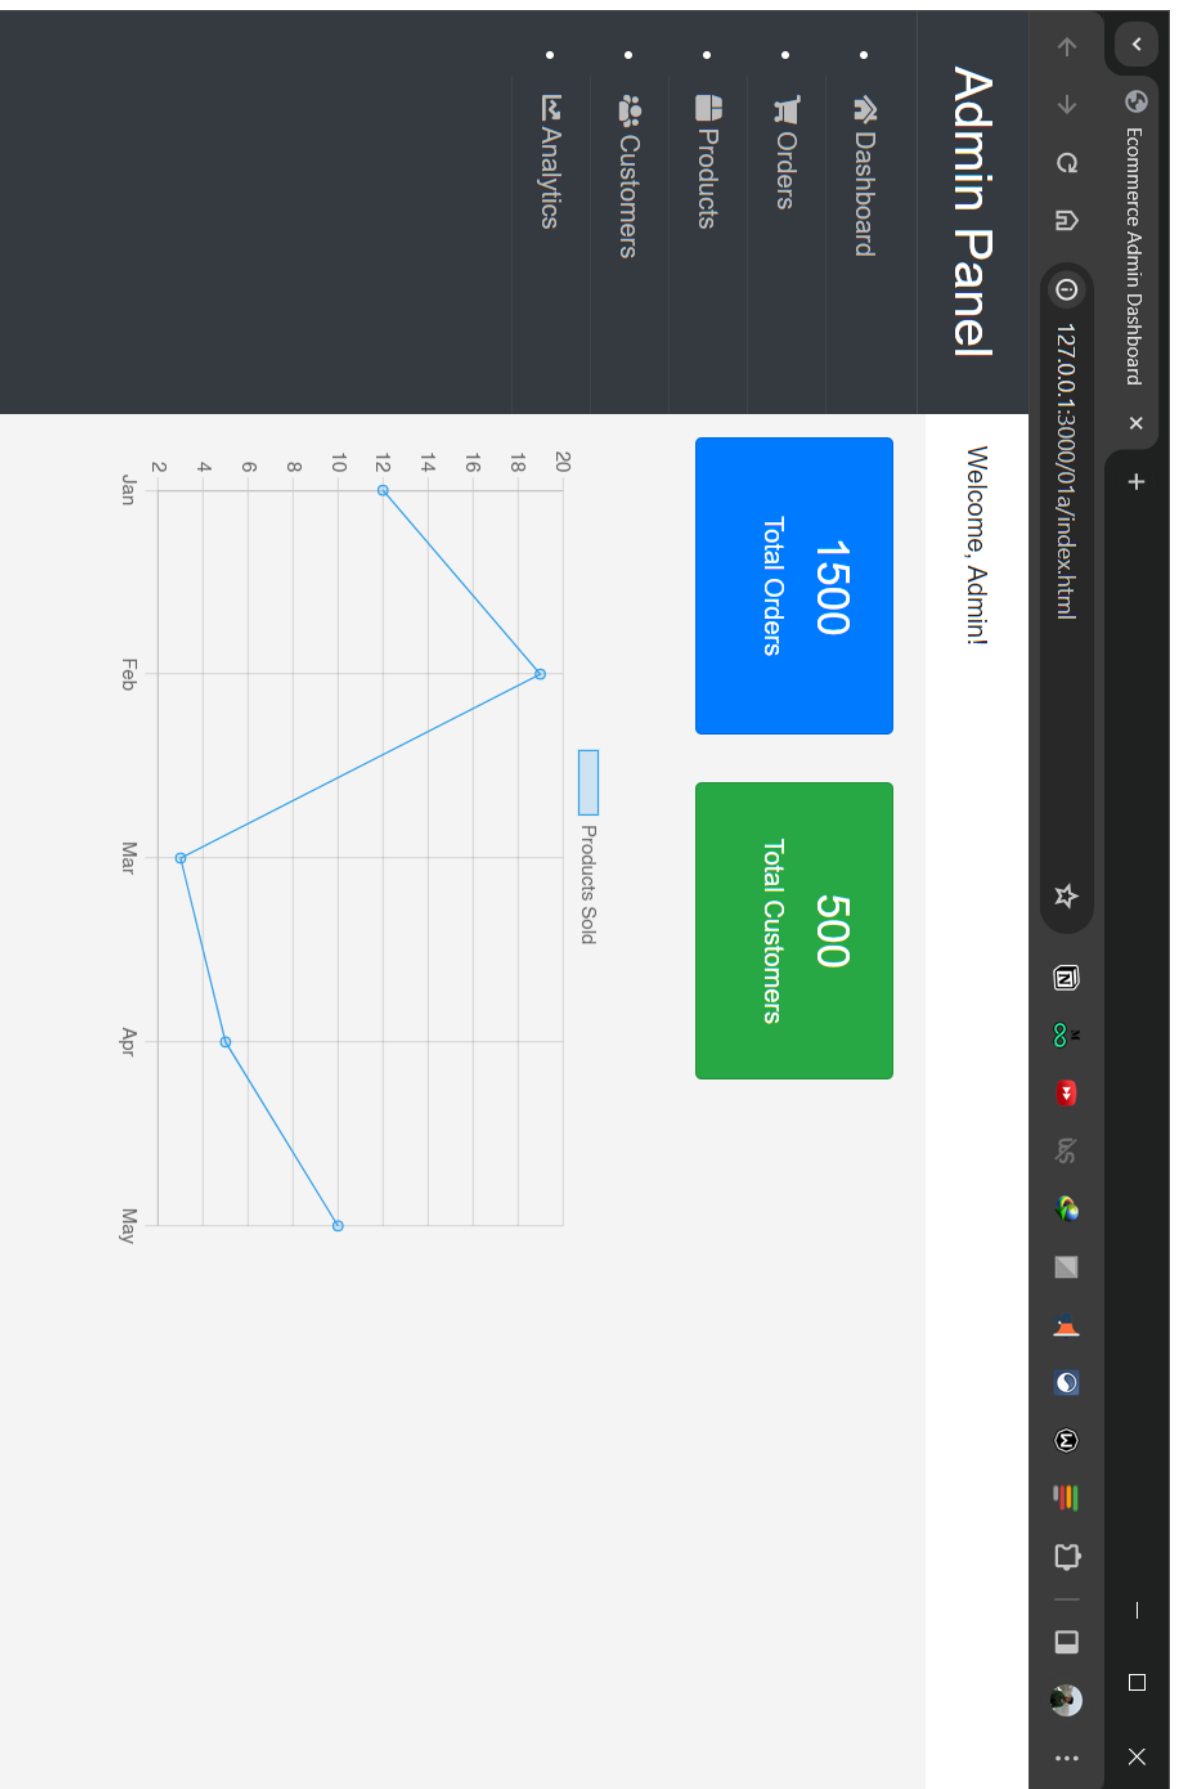 Ecommerce Admin Dashboard
127.0.0.1:3000/01a/index.html
Admin Panel
Dashboard
Orders
Products
Customers
Analytics
Welcome, Admin!
1500
Total Orders
500
Total Customers
Products Sold
20
18
16
14
12
10
8
6
4
2
Jan Feb Mar Apr May